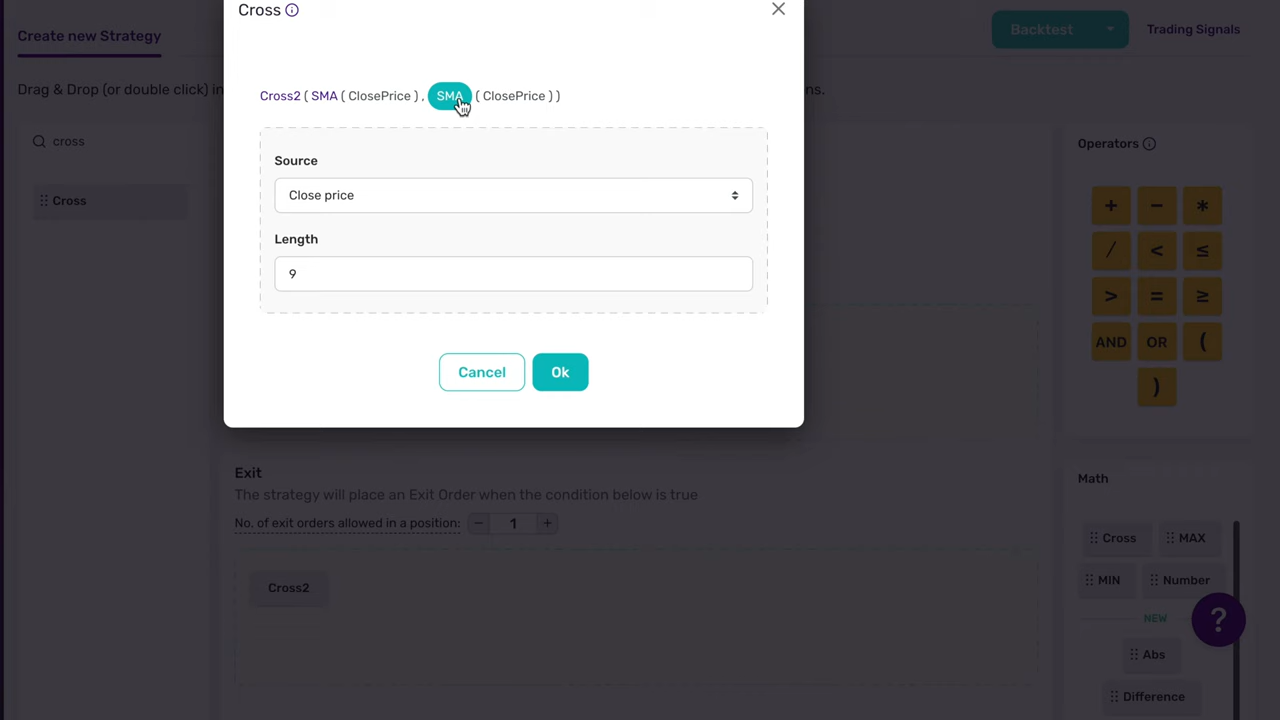 Cross
Create new Strategy
Backtest
Trading Signals
Drag & Drop (or double click) in
ns.
Cross2 ( SMA ( ClosePrice ) , SMA ( ClosePrice ) )
cross
Cross
Source
Close price
Length
9
Cancel
Ok
Operators
+ − *
/ < ≤
> = ≥
AND OR (
)
Exit
The strategy will place an Exit Order when the condition below is true
No. of exit orders allowed in a position: − 1 +
Cross2
Math
Cross MAX
MIN Number
NEW
Abs
Difference
?